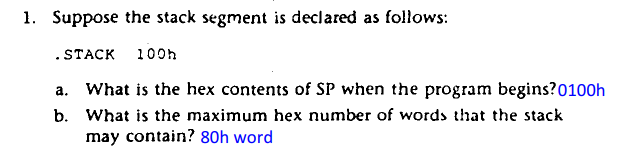 1. Suppose the stack segment is declared as follows:
.STACK 100h
a. What is the hex contents of SP when the program begins?0100h
b. What is the maximum hex number of words that the stack
may contain? 80h word